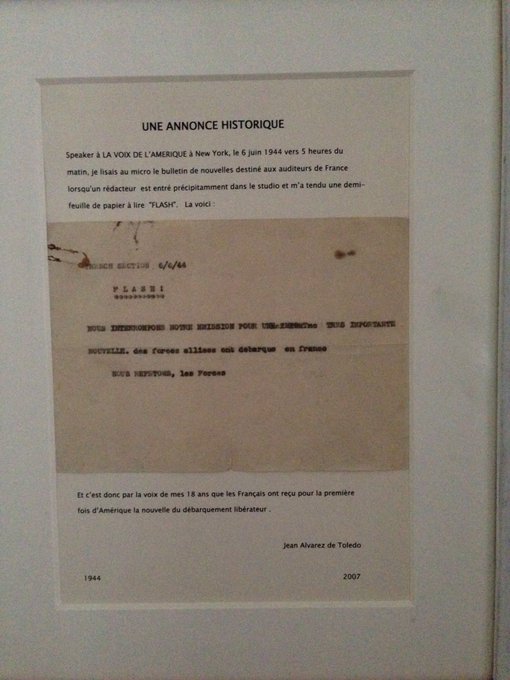 UNE ANNONCE HISTORIQUE
Speaker à LA VOIX DE L'AMERIQUE à New York, le 6 juin 1944 vers 5 heures du
matin, je lisais au micro le bulletin de nouvelles destiné aux auditeurs de France
lorsqu'un rédacteur est entré précipitamment dans le studio et m'a tendu une demi-
feuille de papier à lire "FLASH". La voici :
FRENCH SECTION 6/6/44
FLASH!
NOUS INTERROMPONS NOTRE EMISSION POUR UNE TRES IMPORTANTE
NOUVELLE. des forces alliees ont debarque en france
NOUS REPETONS, les Forces
Et c'est donc par la voix de mes 18 ans que les Français ont reçu pour la première
fois d'Amérique la nouvelle du débarquement libérateur .
Jean Alvarez de Toledo
1944 2007